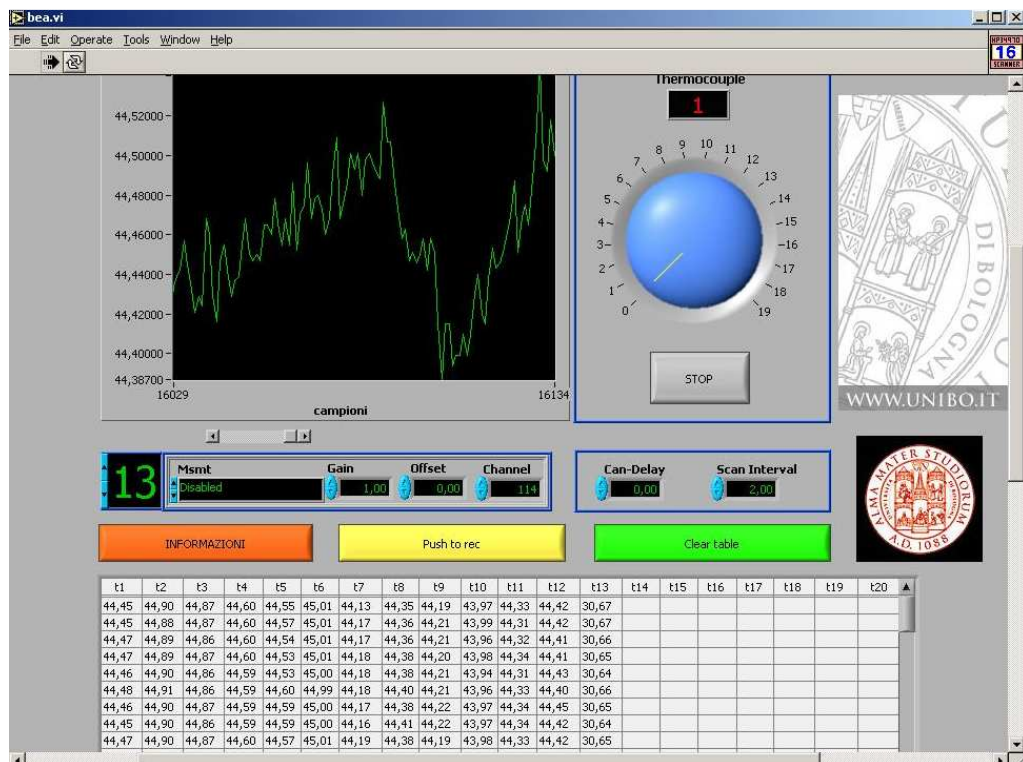 bea.vi
File Edit Operate Tools Window Help
HP34970
16
SCANNER
44,52000
44,50000
44,48000
44,46000
44,44000
44,42000
44,40000
44,38700
16029 16134
campioni
Thermocouple
1
0 1 2 3 4 5 6 7 8 9 10 11 12 13 14 15 16 17 18 19
STOP
DI BOLOGNA
WWW.UNIBO.IT
13
Msmt Gain Offset Channel
Disabled 1,00 0,00 114
Can-Delay Scan Interval
0,00 2,00
ALMA MATER STUDIORUM
A.D. 1088
INFORMAZIONI Push to rec Clear table
t1 t2 t3 t4 t5 t6 t7 t8 t9 t10 t11 t12 t13 t14 t15 t16 t17 t18 t19 t20
44,45 44,90 44,87 44,60 44,55 45,01 44,13 44,35 44,19 43,97 44,33 44,42 30,67
44,45 44,88 44,87 44,60 44,57 45,01 44,17 44,36 44,21 43,99 44,31 44,42 30,67
44,47 44,89 44,86 44,60 44,54 45,01 44,17 44,36 44,21 43,96 44,32 44,41 30,66
44,47 44,89 44,87 44,60 44,53 45,01 44,18 44,38 44,20 43,98 44,34 44,41 30,65
44,46 44,90 44,86 44,59 44,53 45,00 44,18 44,38 44,21 43,94 44,31 44,43 30,64
44,48 44,91 44,86 44,59 44,60 44,99 44,18 44,40 44,21 43,96 44,33 44,40 30,66
44,46 44,90 44,87 44,59 44,59 45,00 44,17 44,38 44,22 43,97 44,34 44,45 30,65
44,45 44,90 44,86 44,59 44,59 45,00 44,16 44,41 44,22 43,97 44,34 44,42 30,64
44,47 44,90 44,87 44,60 44,57 45,01 44,19 44,38 44,19 43,98 44,33 44,42 30,65